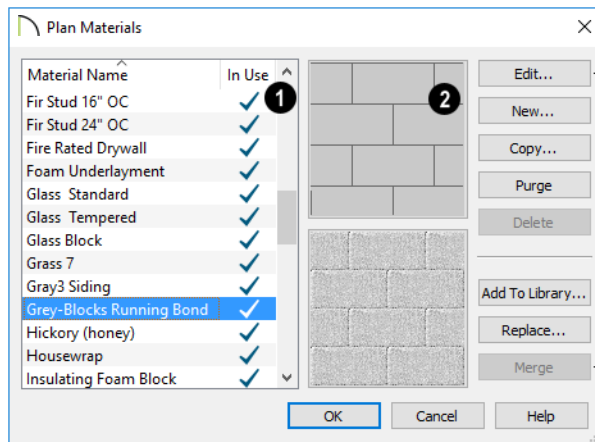 Plan Materials
Material Name In Use
1
2
Fir Stud 16" OC
Fir Stud 24" OC
Fire Rated Drywall
Foam Underlayment
Glass Standard
Glass Tempered
Glass Block
Grass 7
Gray3 Siding
Grey-Blocks Running Bond
Hickory (honey)
Housewrap
Insulating Foam Block
Edit...
New...
Copy...
Purge
Delete
Add To Library...
Replace...
Merge
OK Cancel Help